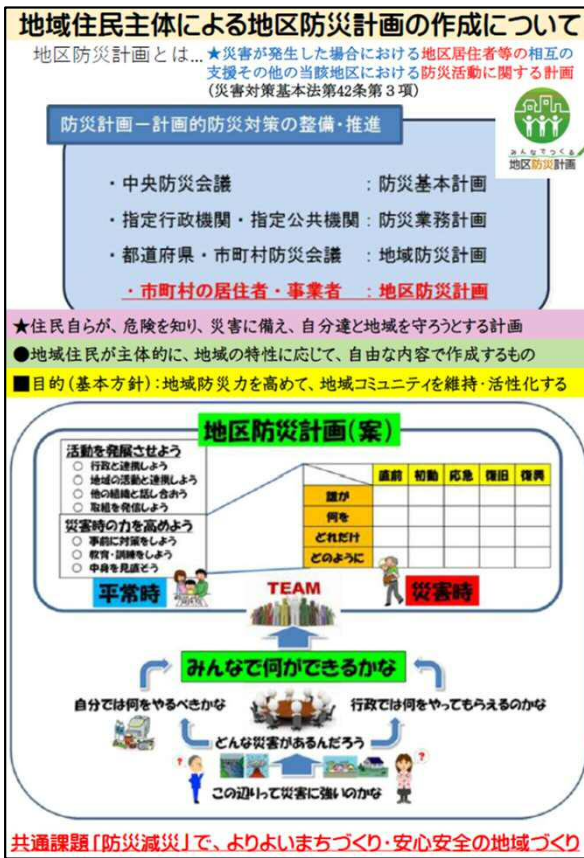 地域住民主体による地区防災計画の作成について
地区防災計画とは… ★災害が発生した場合における地区居住者等の相互の
支援その他の当該地区における防災活動に関する計画
(災害対策基本法第42条第3項)
防災計画ー計画的防災対策の整備・推進
みんなでつくる
地区防災計画
・中央防災会議 : 防災基本計画
・指定行政機関・指定公共機関 : 防災業務計画
・都道府県・市町村防災会議 : 地域防災計画
・市町村の居住者・事業者 : 地区防災計画
★住民自らが、危険を知り、災害に備え、自分達と地域を守ろうとする計画
●地域住民が主体的に、地域の特性に応じて、自由な内容で作成するもの
■目的(基本方針):地域防災力を高めて、地域コミュニティを維持・活性化する
地区防災計画(案)
活動を発展させよう
○ 行政と連携しよう
○ 地域の活動と連携しよう
○ 他の組織と話し合おう
○ 取組を発信しよう
災害時の力を高めよう
○ 事前に対策をしよう
○ 教育・訓練をしよう
○ 中身を見直そう
直前 初動 応急 復旧 復興
誰が
何を
どれだけ
どのように
平常時
TEAM
災害時
みんなで何ができるかな
自分では何をやるべきかな
行政では何をやってもらえるのかな
どんな災害があるんだろう
?
?
この辺りって災害に強いのかな
共通課題「防災減災」で、よりよいまちづくり・安心安全の地域づくり